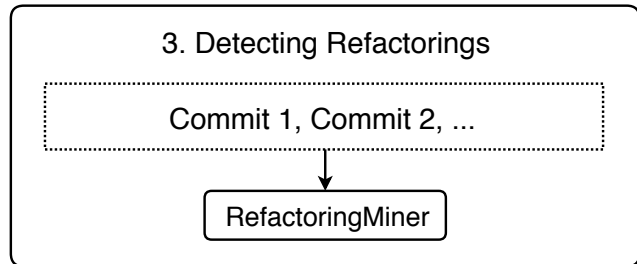 3. Detecting Refactorings
Commit 1, Commit 2, ...
RefactoringMiner